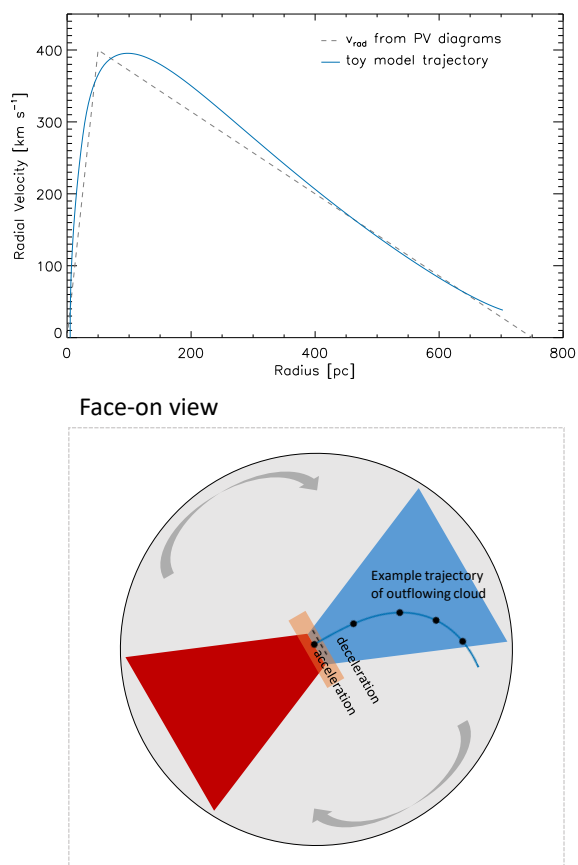 400
300
200
100
0
Radial Velocity [km s⁻¹]
v_rad from PV diagrams
toy model trajectory
0 200 400 600 800
Radius [pc]
Face-on view
Example trajectory
of outflowing cloud
deceleration
acceleration